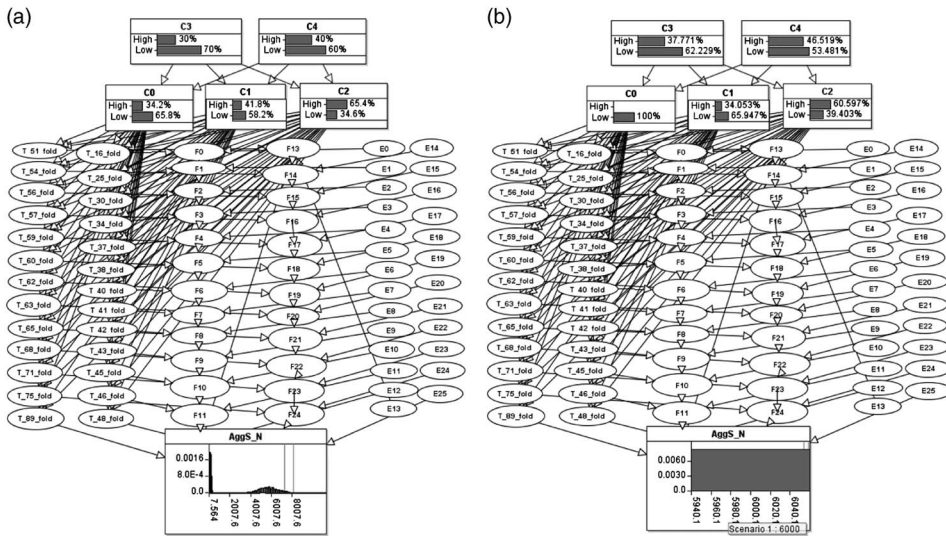 (a)
C3
High 30%
Low 70%
C4
High 40%
Low 60%
C0
High 34.2%
Low 65.8%
C1
High 41.8%
Low 58.2%
C2
High 65.4%
Low 34.6%
T_51_fold T_16_fold F0 F13 E0 E14
T_54_fold T_25_fold F1 F14 E1 E15
T_56_fold T_30_fold F2 F15 E2 E16
T_57_fold T_34_fold F3 F16 E3 E17
T_59_fold T_37_fold F4 F17 E4 E18
T_60_fold T_38_fold F5 F18 E5 E19
T_62_fold T_40_fold F6 F19 E6 E20
T_63_fold T_41_fold F7 F20 E7 E21
T_65_fold T_42_fold F8 F21 E8 E22
T_68_fold T_43_fold F9 F22 E9 E23
T_71_fold T_45_fold F10 F23 E10 E24
T_75_fold T_46_fold F11 F24 E11 E25
T_89_fold T_48_fold E12
E13
AggS_N
0.0016
8.0E-4
0.0
7.564 2007.6 4007.6 6007.6 8007.6
(b)
C3
High 37.771%
Low 62.229%
C4
High 46.519%
Low 53.481%
C0
High
Low 100%
C1
High 34.053%
Low 65.947%
C2
High 60.597%
Low 39.403%
T_51_fold T_16_fold F0 F13 E0 E14
T_54_fold T_25_fold F1 F14 E1 E15
T_56_fold T_30_fold F2 F15 E2 E16
T_57_fold T_34_fold F3 F16 E3 E17
T_59_fold T_37_fold F4 F17 E4 E18
T_60_fold T_38_fold F5 F18 E5 E19
T_62_fold T_40_fold F6 F19 E6 E20
T_63_fold T_41_fold F7 F20 E7 E21
T_65_fold T_42_fold F8 F21 E8 E22
T_68_fold T_43_fold F9 F22 E9 E23
T_71_fold T_45_fold F10 F23 E10 E24
T_75_fold T_46_fold F11 F24 E11 E25
T_89_fold T_48_fold E12
E13
AggS_N
0.0060
0.0030
0.0
5940.1 5960.1 5980.1 6000.1 6020.1 6040.1
Scenario 1 : 6000